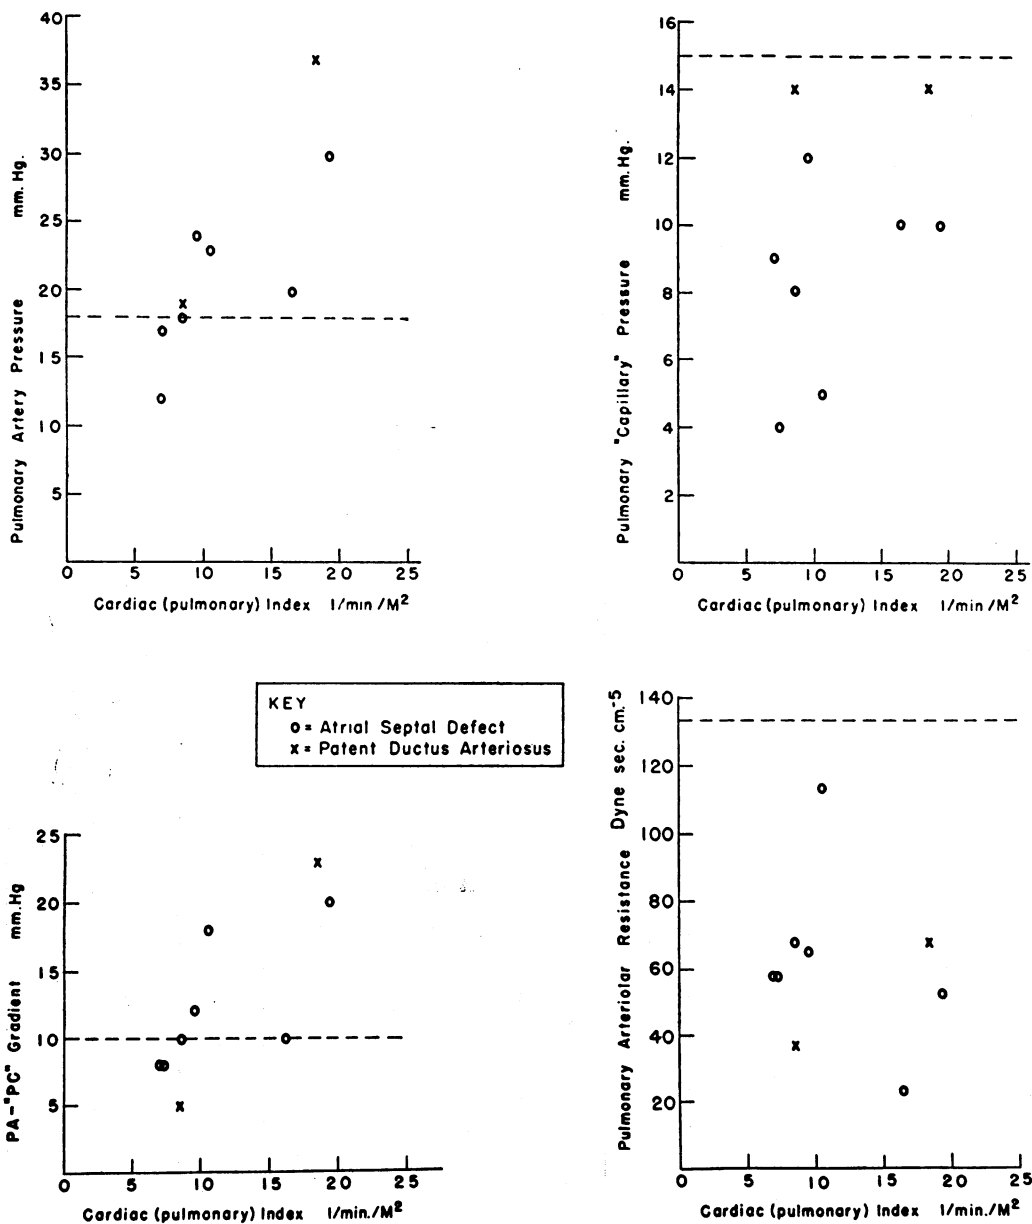 40
35
30
25
20
15
10
5
0 5 10 15 20 25
Pulmonary Artery Pressure mm. Hg.
Cardiac (pulmonary) Index l/min/M²
16
14
12
10
8
6
4
2
0 5 10 15 20 25
Pulmonary "Capillary" Pressure mm. Hg.
Cardiac (pulmonary) Index l/min/M²
KEY
o = Atrial Septal Defect
x = Patent Ductus Arteriosus
25
20
15
10
5
0 5 10 15 20 25
PA-"PC" Gradient mm.Hg
Cardiac (pulmonary) Index l/min./M²
140
120
100
80
60
40
20
0 5 10 15 20 25
Pulmonary Arteriolar Resistance Dyne sec. cm.⁻⁵
Cardiac (pulmonary) Index l/min./M²